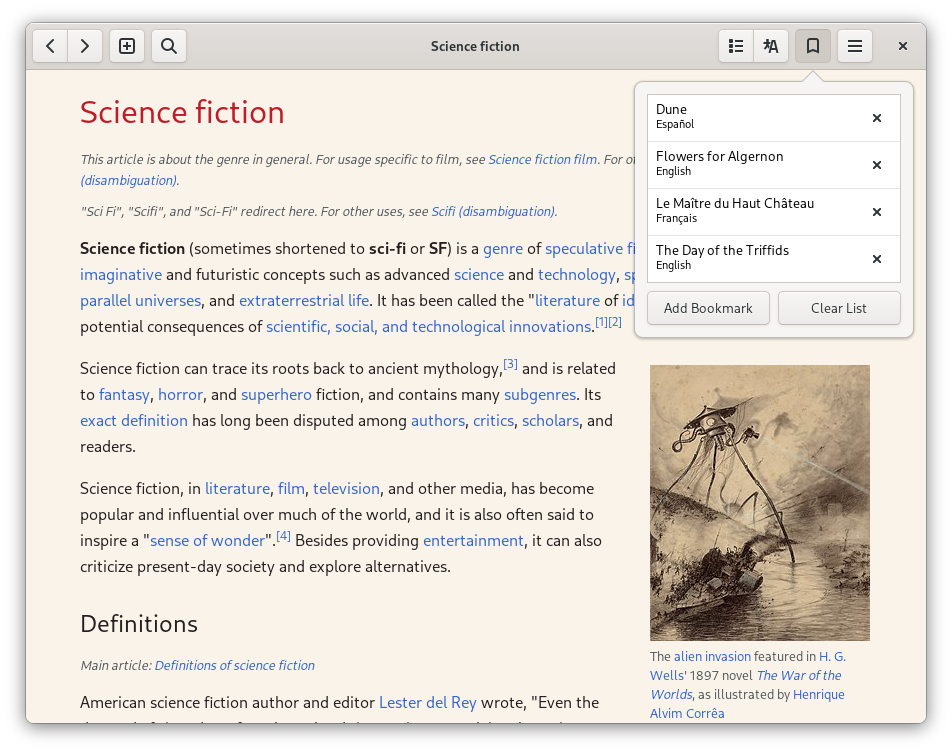 Science fiction
Science fiction
This article is about the genre in general. For usage specific to film, see Science fiction film. For
(disambiguation).
"Sci Fi", "Scifi", and "Sci-Fi" redirect here. For other uses, see Scifi (disambiguation).
Science fiction (sometimes shortened to sci-fi or SF) is a genre of speculative
imaginative and futuristic concepts such as advanced science and technology,
parallel universes, and extraterrestrial life. It has been called the "literature of
potential consequences of scientific, social, and technological innovations.[1][2]
Science fiction can trace its roots back to ancient mythology,[3] and is related
to fantasy, horror, and superhero fiction, and contains many subgenres. Its
exact definition has long been disputed among authors, critics, scholars, and
readers.
Science fiction, in literature, film, television, and other media, has become
popular and influential over much of the world, and it is also often said to
inspire a "sense of wonder".[4] Besides providing entertainment, it can also
criticize present-day society and explore alternatives.
Definitions
Main article: Definitions of science fiction
American science fiction author and editor Lester del Rey wrote, "Even the
Dune
Español
Flowers for Algernon
English
Le Maître du Haut Château
Français
The Day of the Triffids
English
Add Bookmark
Clear List
The alien invasion featured in H. G.
Wells' 1897 novel The War of the
Worlds, as illustrated by Henrique
Alvim Corrêa